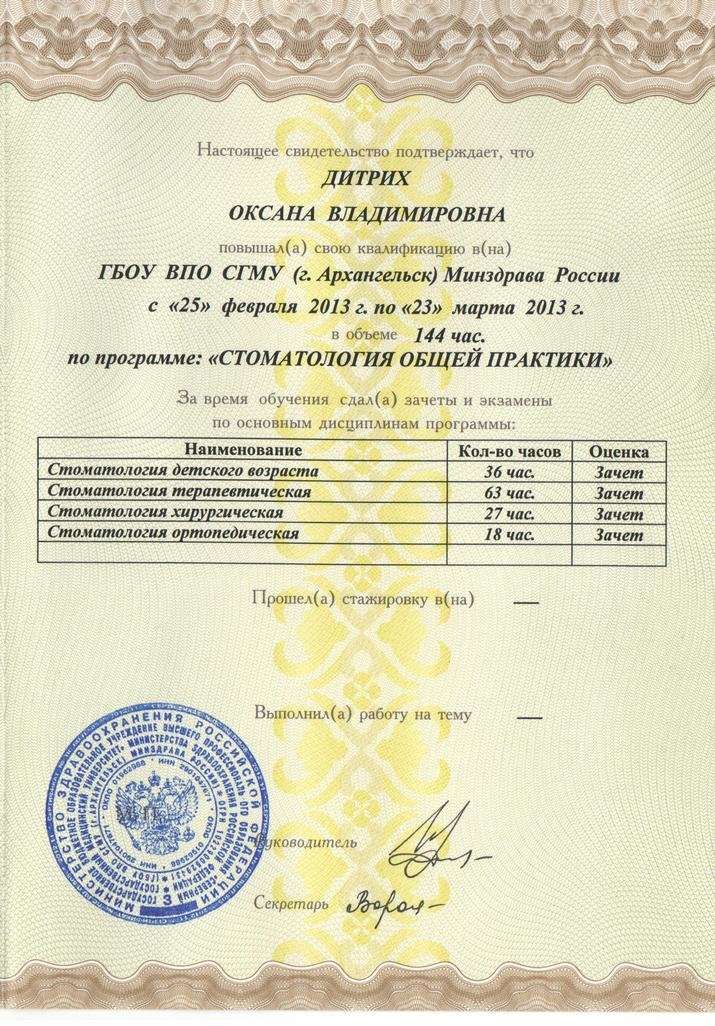 Настоящее свидетельство подтверждает, что
ДИТРИХ
ОКСАНА ВЛАДИМИРОВНА
повышал(а) свою квалификацию в(на)
ГБОУ ВПО СГМУ (г. Архангельск) Минздрава России
с «25» февраля 2013 г. по «23» марта 2013 г.
в объеме 144 час.
по программе: «СТОМАТОЛОГИЯ ОБЩЕЙ ПРАКТИКИ»
За время обучения сдал(а) зачеты и экзамены
по основным дисциплинам программы:
Наименование Кол-во часов Оценка
Стоматология детского возраста 36 час. Зачет
Стоматология терапевтическая 63 час. Зачет
Стоматология хирургическая 27 час. Зачет
Стоматология ортопедическая 18 час. Зачет
Прошел(а) стажировку в(на) —
Выполнил(а) работу на тему —
МИНИСТЕРСТВО ЗДРАВООХРАНЕНИЯ РОССИЙСКОЙ ФЕДЕРАЦИИ
М.П.
Руководитель
Секретарь